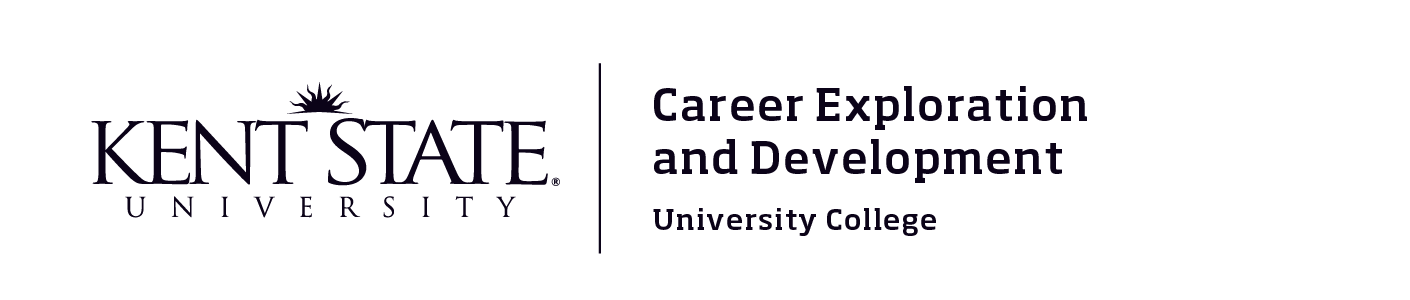 KENT STATE®
UNIVERSITY
Career Exploration
and Development
University College